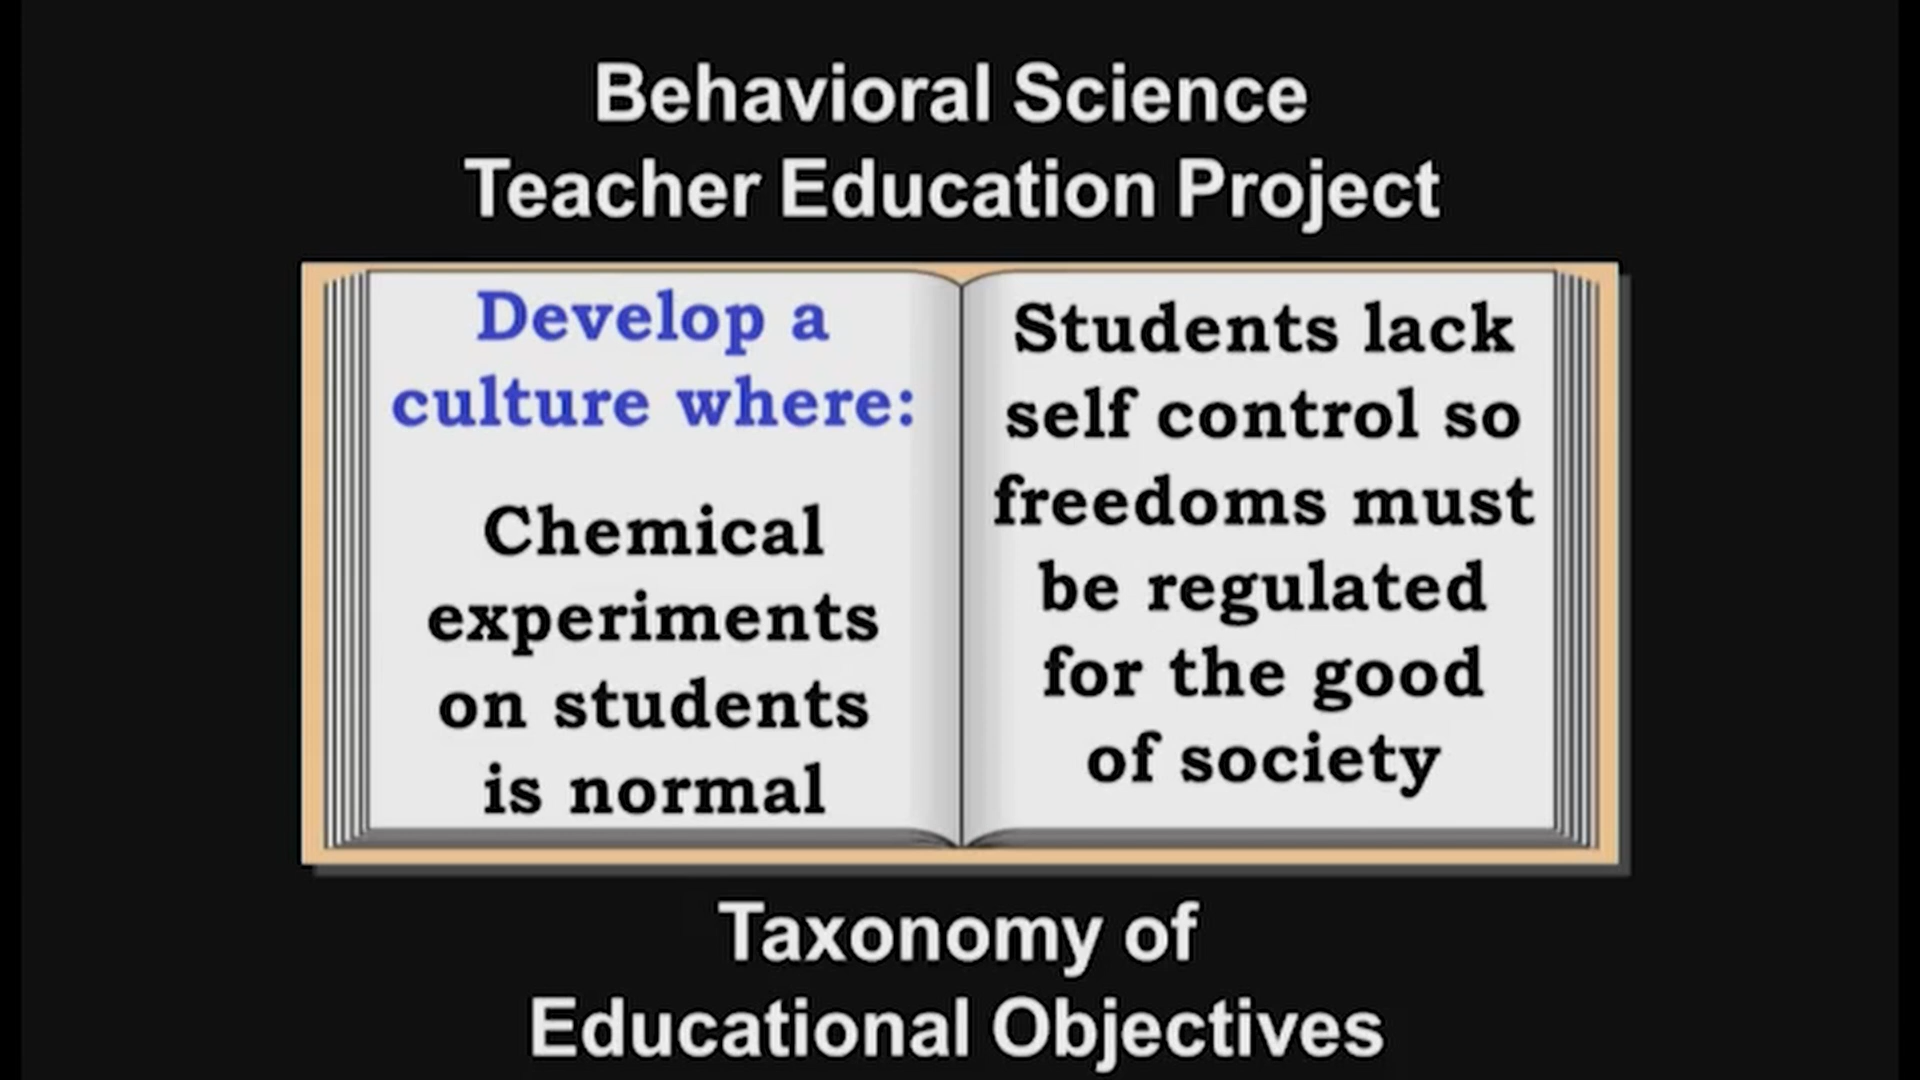 Behavioral Science
Teacher Education Project
Develop a
culture where:
Chemical
experiments
on students
is normal
Students lack
self control so
freedoms must
be regulated
for the good
of society
Taxonomy of
Educational Objectives